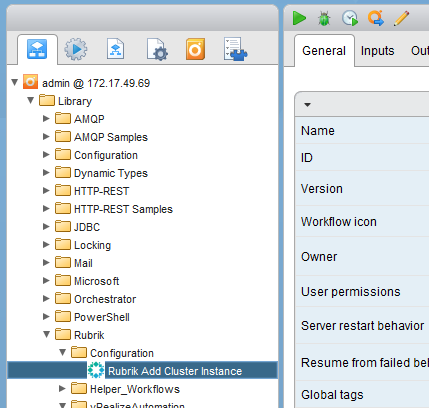 General Inputs
admin @ 172.17.49.69
Library
AMQP
AMQP Samples
Configuration
Dynamic Types
HTTP-REST
HTTP-REST Samples
JDBC
Locking
Mail
Microsoft
Orchestrator
PowerShell
Rubrik
Configuration
Rubrik Add Cluster Instance
Helper_Workflows
vRealizeAutomation
Name
ID
Version
Workflow icon
Owner
User permissions
Server restart behavior
Resume from failed
Global tags